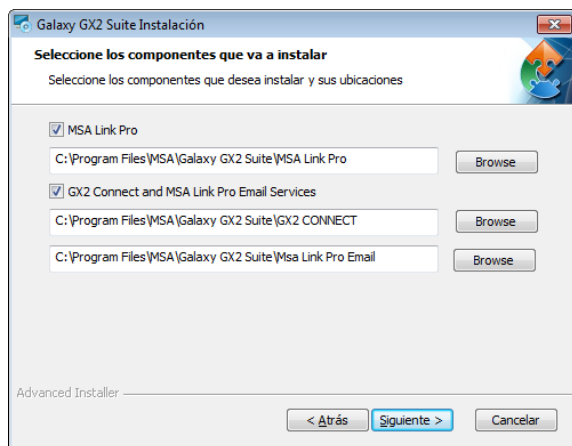 Galaxy GX2 Suite Instalación
Seleccione los componentes que va a instalar
Seleccione los componentes que desea instalar y sus ubicaciones
MSA Link Pro
C:\Program Files\MSA\Galaxy GX2 Suite\MSA Link Pro
Browse
GX2 Connect and MSA Link Pro Email Services
C:\Program Files\MSA\Galaxy GX2 Suite\GX2 CONNECT
Browse
C:\Program Files\MSA\Galaxy GX2 Suite\Msa Link Pro Email
Browse
Advanced Installer
< Atrás
Siguiente >
Cancelar